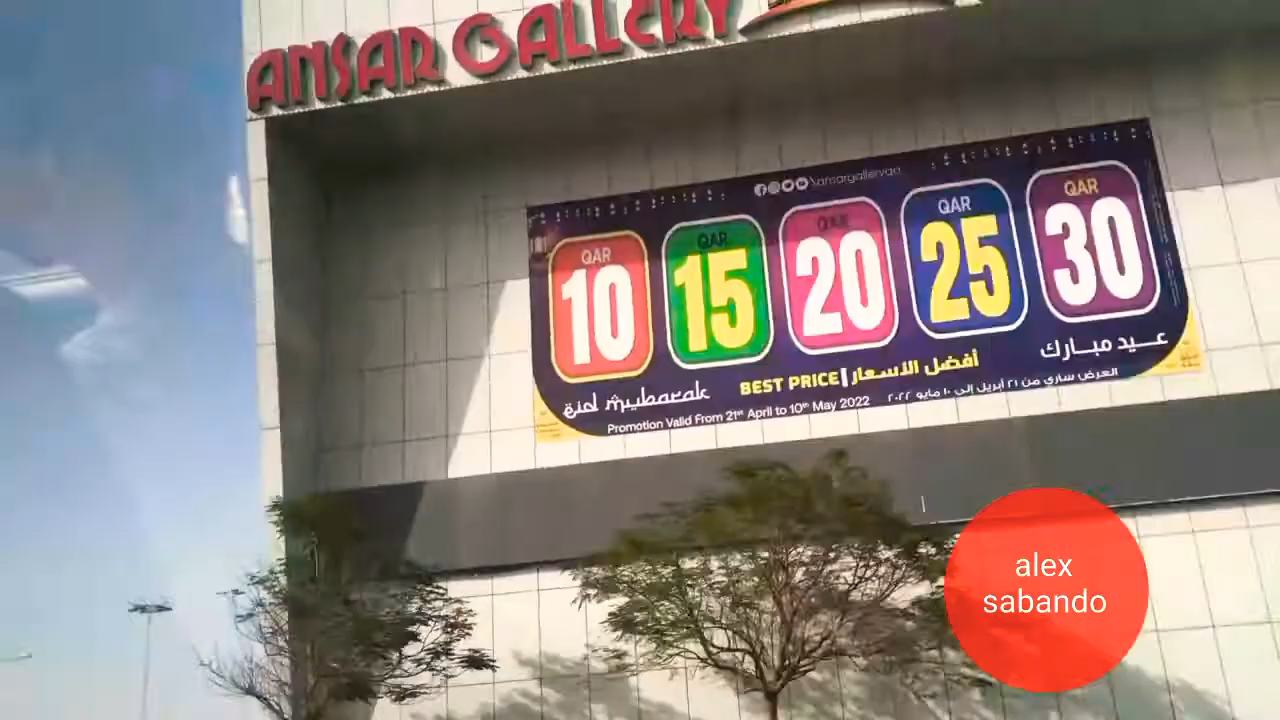 ANSAR GALLERY
\ansargalleryqa
QAR
10
QAR
15
QAR
20
QAR
25
QAR
30
Eid Mubarak
BEST PRICE | أفضل الأسعار
عــيد مبــارك
Promotion Valid From 21st April to 10th May 2022
العرض ساري من ٢١ أبريل إلى ١٠ مايو ٢٠٢٢
alex
sabando